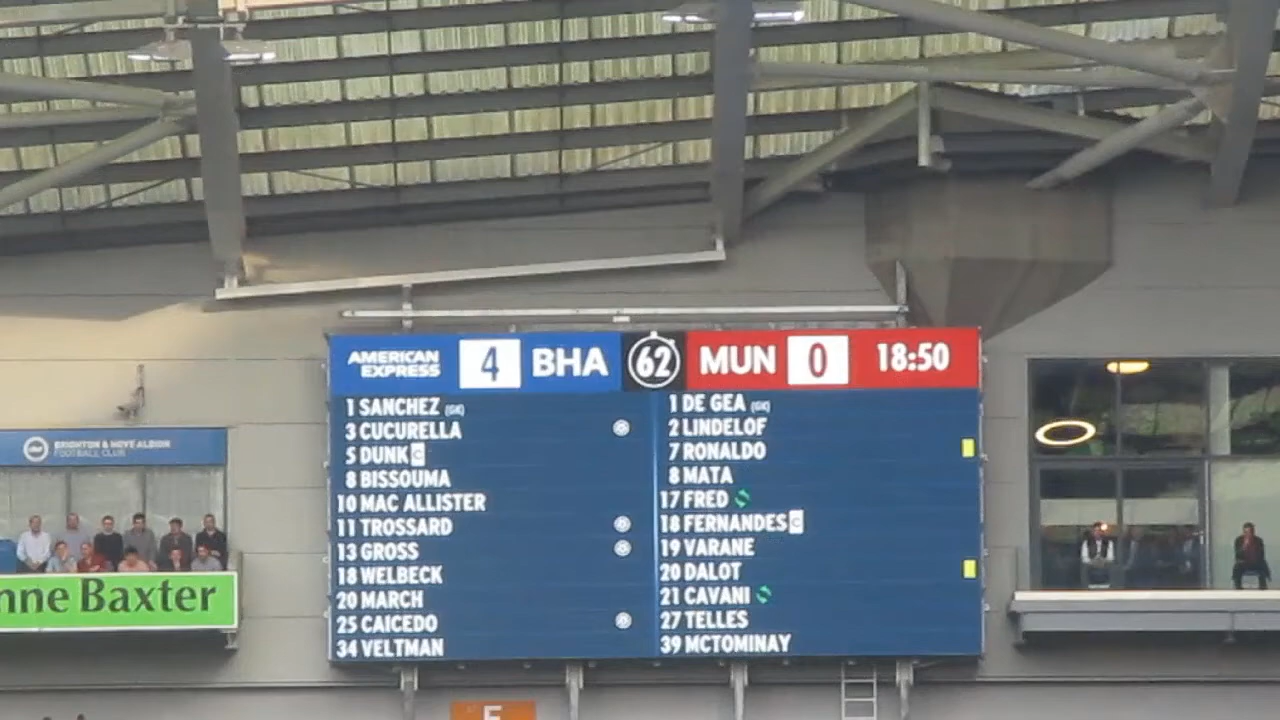 AMERICAN EXPRESS 4 BHA 62 MUN 0 18:50
1 SANCHEZ (GK)
3 CUCURELLA
5 DUNK C
8 BISSOUMA
10 MAC ALLISTER
11 TROSSARD
13 GROSS
18 WELBECK
20 MARCH
25 CAICEDO
34 VELTMAN
1 DE GEA (GK)
2 LINDELOF
7 RONALDO
8 MATA
17 FRED
18 FERNANDES C
19 VARANE
20 DALOT
21 CAVANI
27 TELLES
39 MCTOMINAY
BRIGHTON & HOVE ALBION
FOOTBALL CLUB
nne Baxter
F